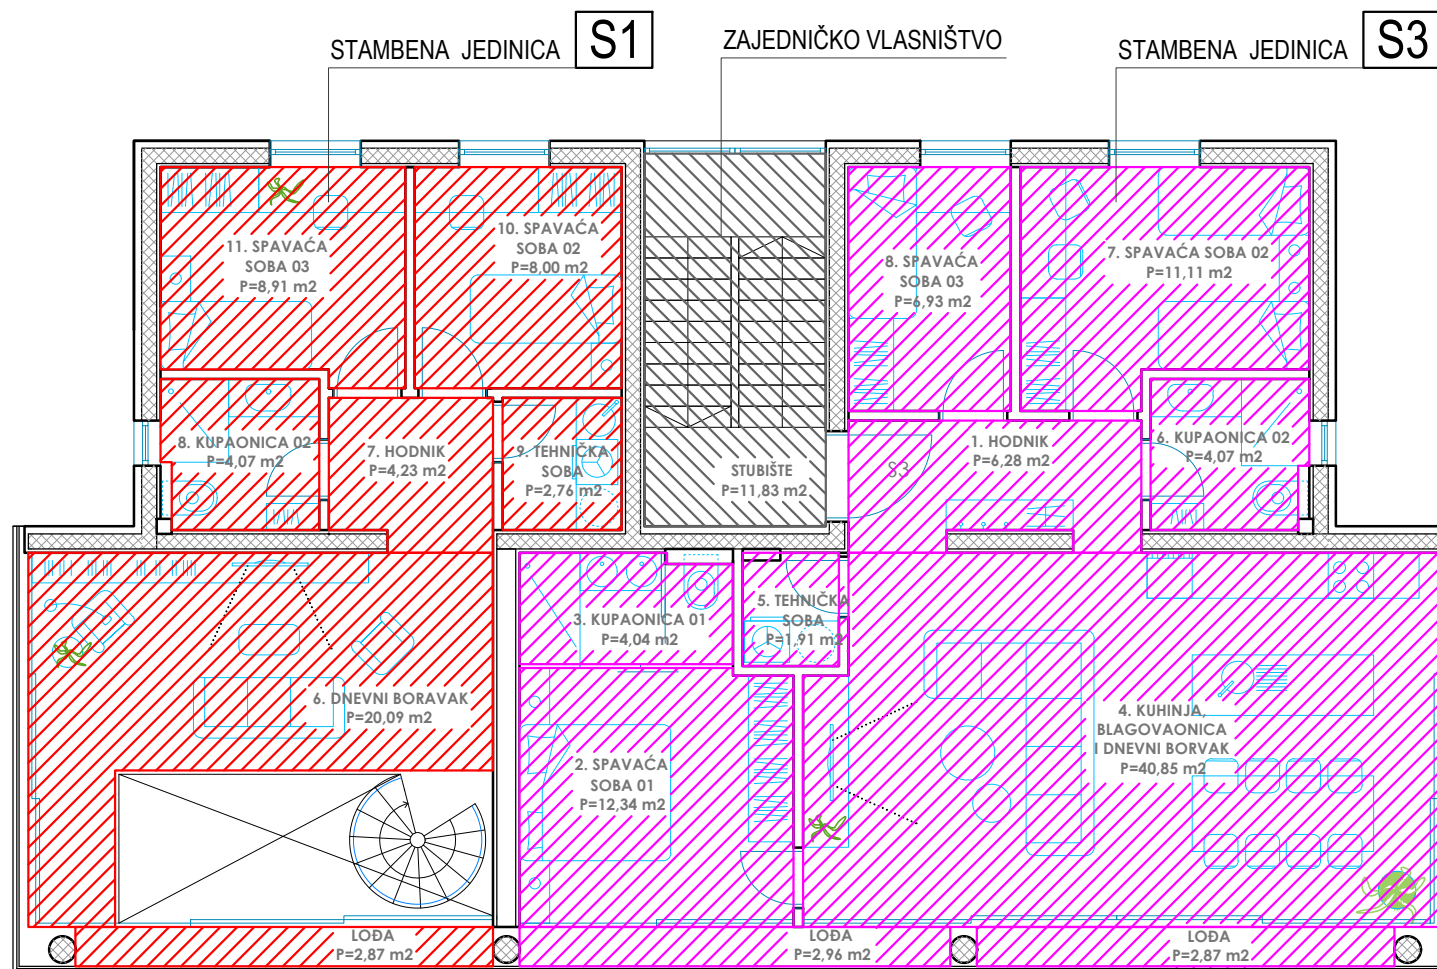 STAMBENA JEDINICA S1
ZAJEDNIČKO VLASNIŠTVO
STAMBENA JEDINICA S3
11. SPAVAĆA
SOBA 03
P=8,91 m2
10. SPAVAĆA
SOBA 02
P=8,00 m2
8. SPAVAĆA
SOBA 03
P=6,93 m2
7. SPAVAĆA SOBA 02
P=11,11 m2
8. KUPAONICA 02
P=4,07 m2
7. HODNIK
P=4,23 m2
9. TEHNIČKA
SOBA
P=2,76 m2
STUBIŠTE
P=11,83 m2
S3
1. HODNIK
P=6,28 m2
6. KUPAONICA 02
P=4,07 m2
3. KUPAONICA 01
P=4,04 m2
5. TEHNIČKA
SOBA
P=1,91 m2
6. DNEVNI BORAVAK
P=20,09 m2
2. SPAVAĆA
SOBA 01
P=12,34 m2
4. KUHINJA,
BLAGOVAONICA
I DNEVNI BORVAK
P=40,85 m2
LOĐA
P=2,87 m2
LOĐA
P=2,96 m2
LOĐA
P=2,87 m2